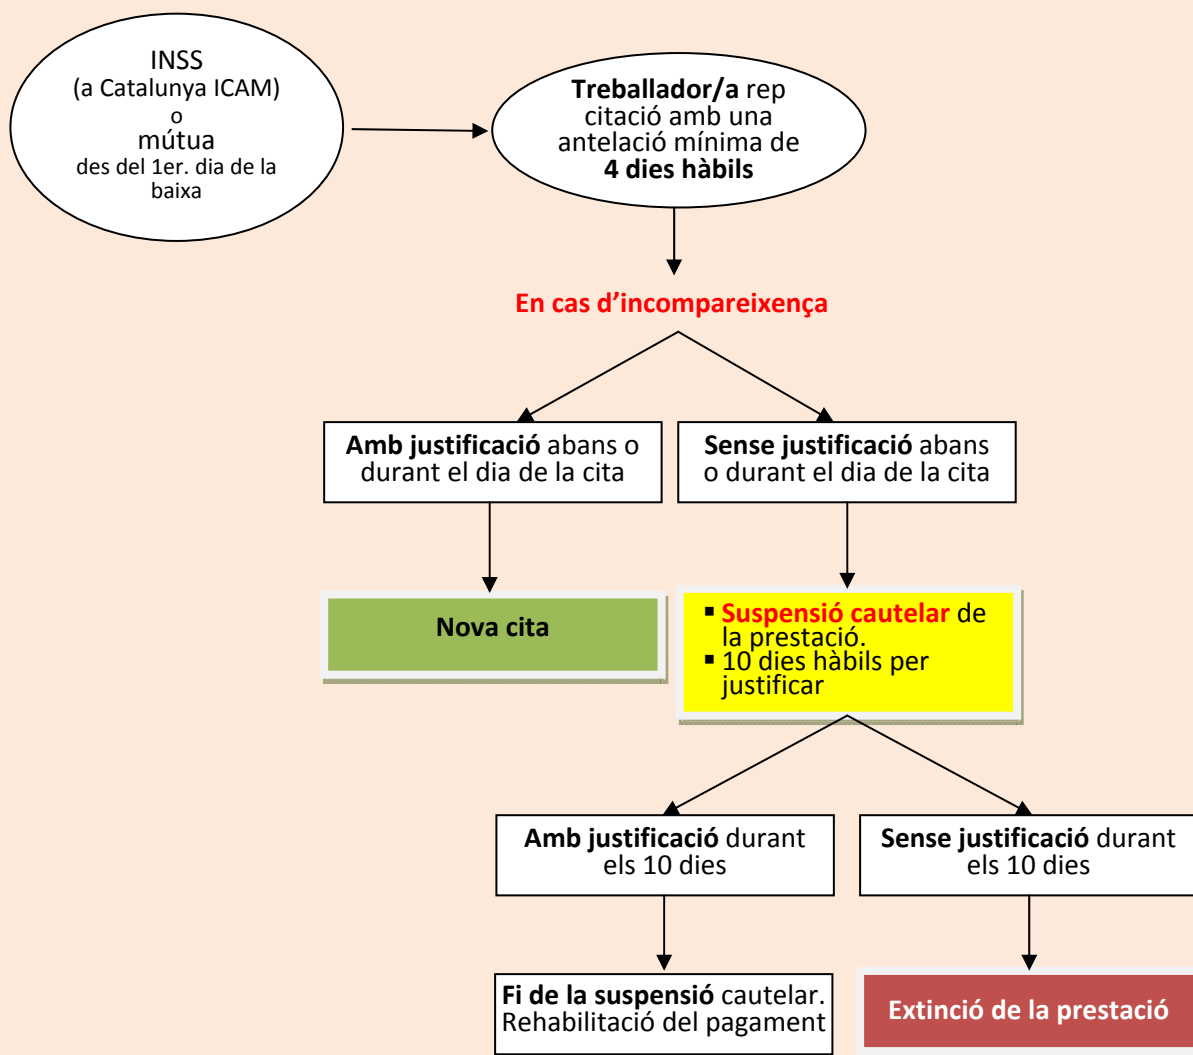 INSS
(a Catalunya ICAM)
o
mútua
des del 1er. dia de la
baixa
Treballador/a rep
citació amb una
antelació mínima de
4 dies hàbils
En cas d’incompareixença
Amb justificació abans o
durant el dia de la cita
Sense justificació abans
o durant el dia de la cita
Nova cita
▪ Suspensió cautelar de
la prestació.
▪ 10 dies hàbils per
justificar
Amb justificació durant
els 10 dies
Sense justificació durant
els 10 dies
Fi de la suspensió cautelar.
Rehabilitació del pagament
Extinció de la prestació